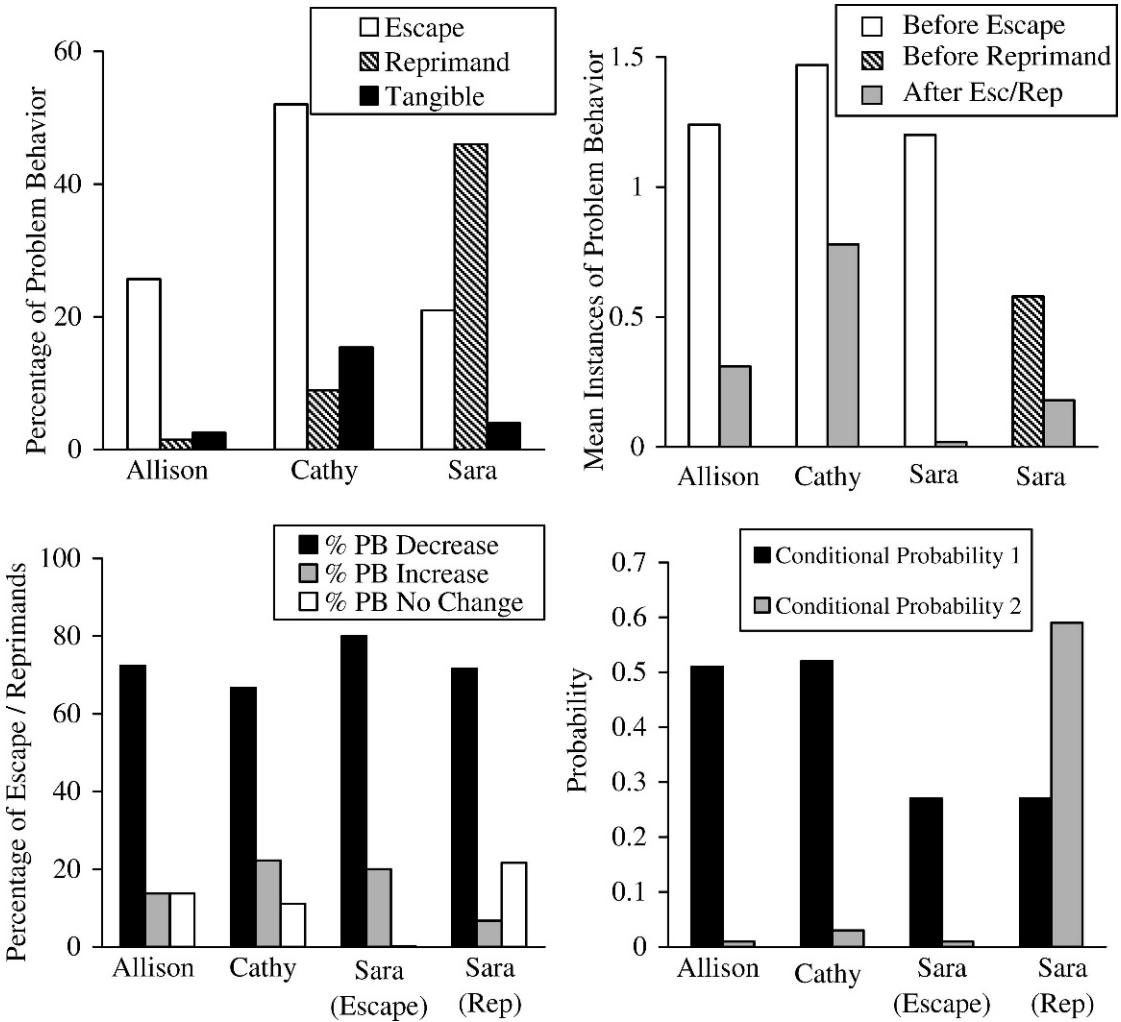 Escape
Reprimand
Tangible
Percentage of Problem Behavior
60
40
20
0
Allison
Cathy
Sara
Before Escape
Before Reprimand
After Esc/Rep
Mean Instances of Problem Behavior
1.5
1
0.5
0
Allison
Cathy
Sara
Sara
% PB Decrease
% PB Increase
% PB No Change
Percentage of Escape / Reprimands
100
80
60
40
20
0
Allison
Cathy
Sara
(Escape)
Sara
(Rep)
Conditional Probability 1
Conditional Probability 2
Probability
0.7
0.6
0.5
0.4
0.3
0.2
0.1
0
Allison
Cathy
Sara
(Escape)
Sara
(Rep)